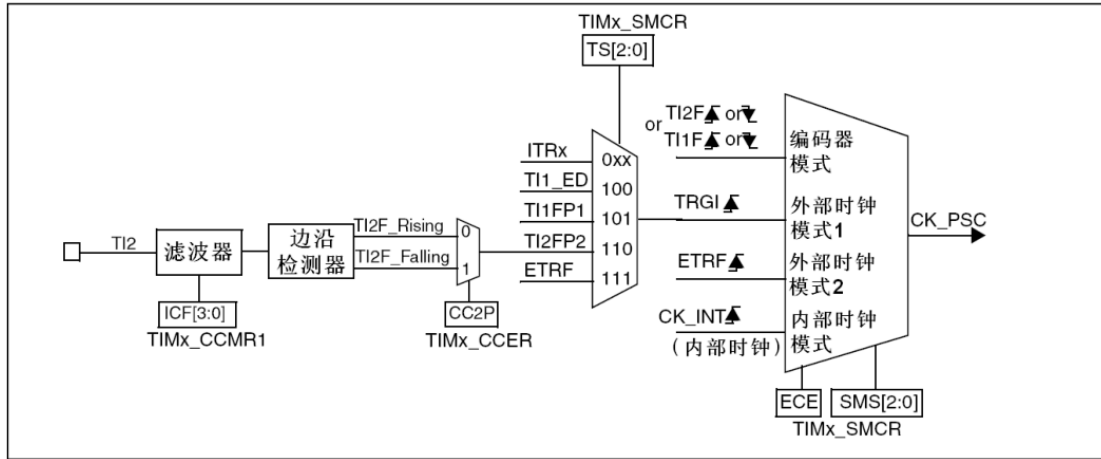 TIMx_SMCR
TS[2:0]
or TI2F or
TI1F or
编码器
模式
ITRx
0xx
TI1_ED
100
TI1FP1
101
TRGI
外部时钟
模式1
CK_PSC
TI2
滤波器
边沿
检测器
TI2F_Rising
0
TI2F_Falling
1
TI2FP2
110
ETRF
111
ETRF
外部时钟
模式2
ICF[3:0]
TIMx_CCMR1
CC2P
TIMx_CCER
CK_INT
(内部时钟)
内部时钟
模式
ECE
SMS[2:0]
TIMx_SMCR